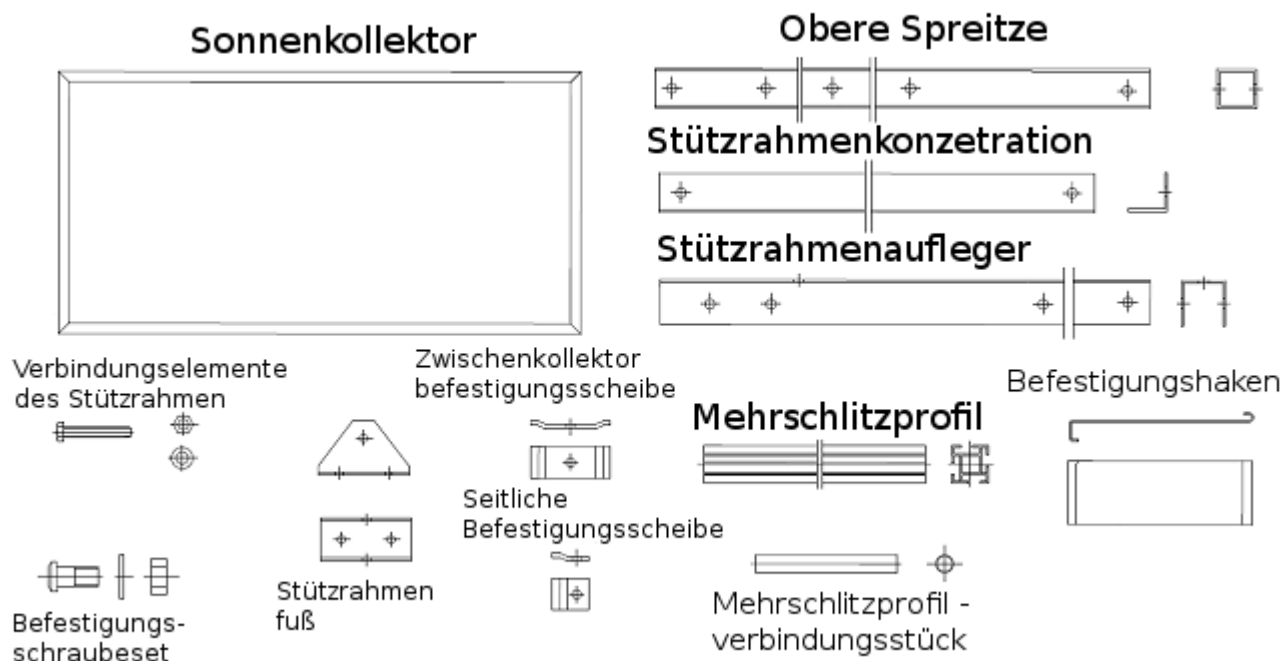 Sonnenkollektor
Obere Spreitze
Stützrahmenkonzetration
Stützrahmenaufleger
Verbindungselemente
des Stützrahmen
Zwischenkollektor
befestigungsscheibe
Befestigungshaken
Mehrschlitzprofil
Seitliche
Befestigungsscheibe
Stützrahmen
fuß
Befestigungs-
schraubeset
Mehrschlitzprofil -
verbindungsstück